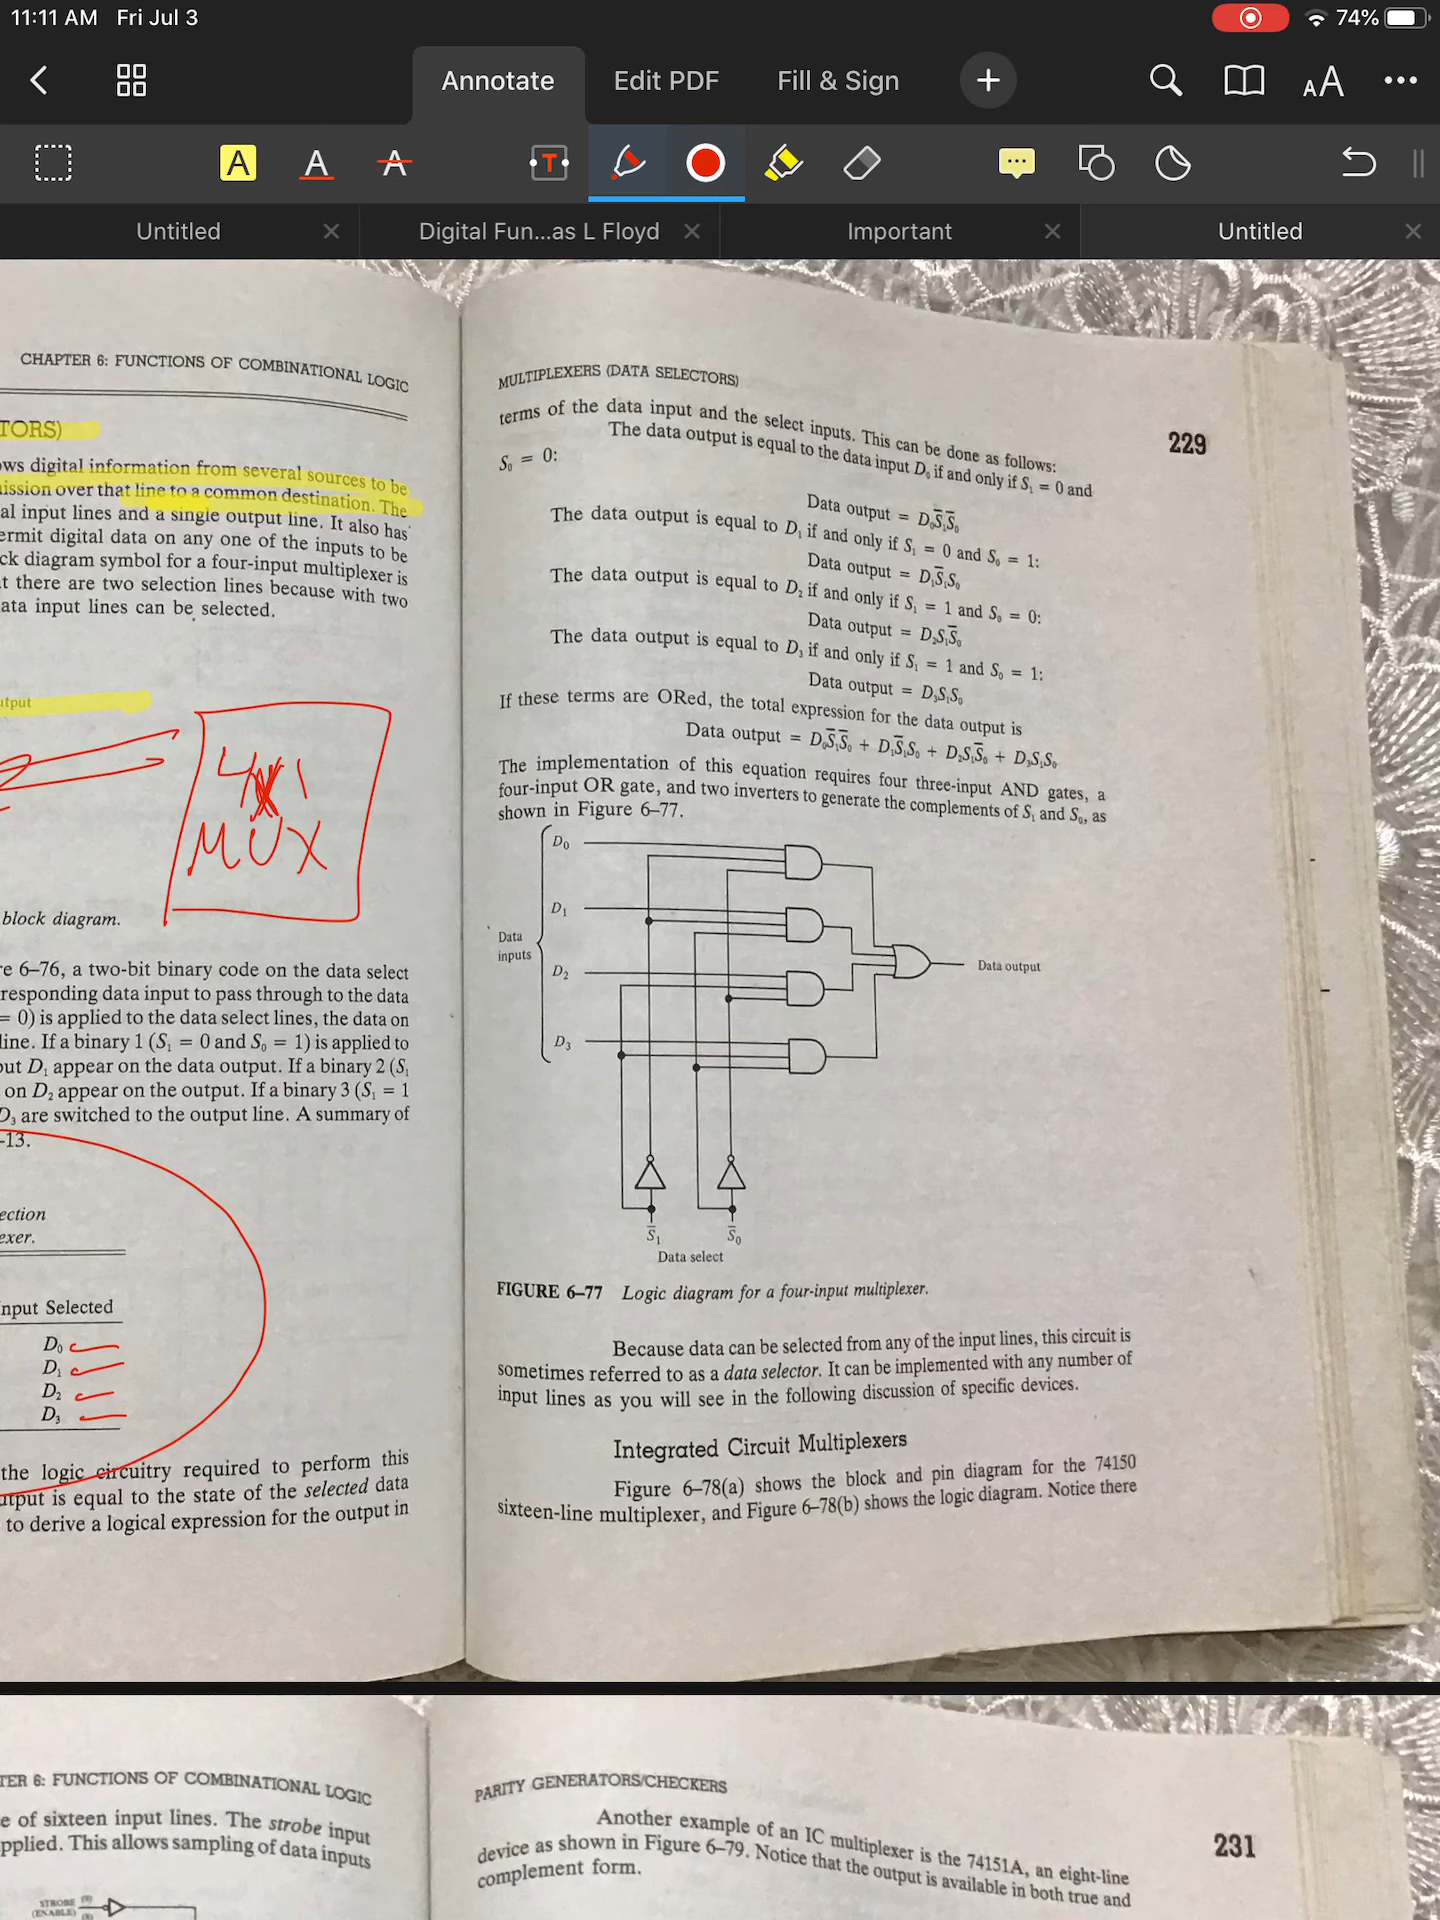 11:11 AM Fri Jul 3
74%
Annotate
Edit PDF
Fill & Sign
Untitled
Digital Fun...as L Floyd
Important
Untitled
CHAPTER 6: FUNCTIONS OF COMBINATIONAL LOGIC
TORS)
ws digital information from several sources to be
ission over that line to a common destination. The
al input lines and a single output line. It also has
ermit digital data on any one of the inputs to be
ck diagram symbol for a four-input multiplexer is
t there are two selection lines because with two
ata input lines can be selected.
utput
4x1
MUX
block diagram.
re 6–76, a two-bit binary code on the data select
responding data input to pass through to the data
= 0) is applied to the data select lines, the data on
line. If a binary 1 (S₁ = 0 and S₀ = 1) is applied to
out D₁ appear on the data output. If a binary 2 (S₁
on D₂ appear on the output. If a binary 3 (S₁ = 1
D₃ are switched to the output line. A summary of
–13.
ection
exer.
nput Selected
D₀
D₁
D₂
D₃
the logic circuitry required to perform this
utput is equal to the state of the selected data
to derive a logical expression for the output in
MULTIPLEXERS (DATA SELECTORS)
229
terms of the data input and the select inputs. This can be done as follows:
The data output is equal to the data input D₀ if and only if S₁ = 0 and
S₀ = 0:
Data output = D₀S̅₁S̅₀
The data output is equal to D₁ if and only if S₁ = 0 and S₀ = 1:
Data output = D₁S̅₁S₀
The data output is equal to D₂ if and only if S₁ = 1 and S₀ = 0:
Data output = D₂S₁S̅₀
The data output is equal to D₃ if and only if S₁ = 1 and S₀ = 1:
Data output = D₃S₁S₀
If these terms are ORed, the total expression for the data output is
Data output = D₀S̅₁S̅₀ + D₁S̅₁S₀ + D₂S₁S̅₀ + D₃S₁S₀
The implementation of this equation requires four three-input AND gates, a
four-input OR gate, and two inverters to generate the complements of S₁ and S₀, as
shown in Figure 6–77.
D₀
D₁
Data
inputs
D₂
D₃
Data output
S̅₁
S̅₀
Data select
FIGURE 6–77 Logic diagram for a four-input multiplexer.
Because data can be selected from any of the input lines, this circuit is
sometimes referred to as a data selector. It can be implemented with any number of
input lines as you will see in the following discussion of specific devices.
Integrated Circuit Multiplexers
Figure 6–78(a) shows the block and pin diagram for the 74150
sixteen-line multiplexer, and Figure 6–78(b) shows the logic diagram. Notice there
TER 6: FUNCTIONS OF COMBINATIONAL LOGIC
e of sixteen input lines. The strobe input
pplied. This allows sampling of data inputs
STROBE
(ENABLE)
PARITY GENERATORS/CHECKERS
231
Another example of an IC multiplexer is the 74151A, an eight-line
device as shown in Figure 6–79. Notice that the output is available in both true and
complement form.